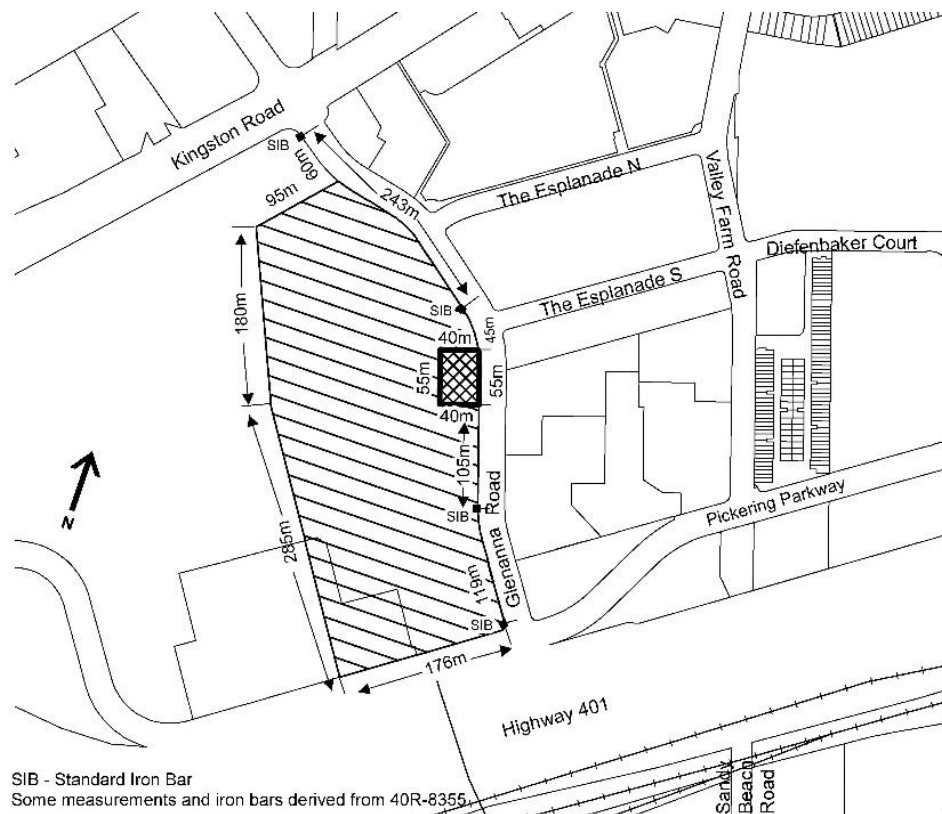 Kingston Road
SIB
60m
95m
243m
The Esplanade N
Valley Farm Road
Diefenbaker Court
180m
SIB
The Esplanade S
45m
40m
55m
55m
40m
105m
SIB
Glenanna Road
Pickering Parkway
N
285m
119m
SIB
176m
Highway 401
Sandy
Beach
Road
SIB - Standard Iron Bar
Some measurements and iron bars derived from 40R-8355